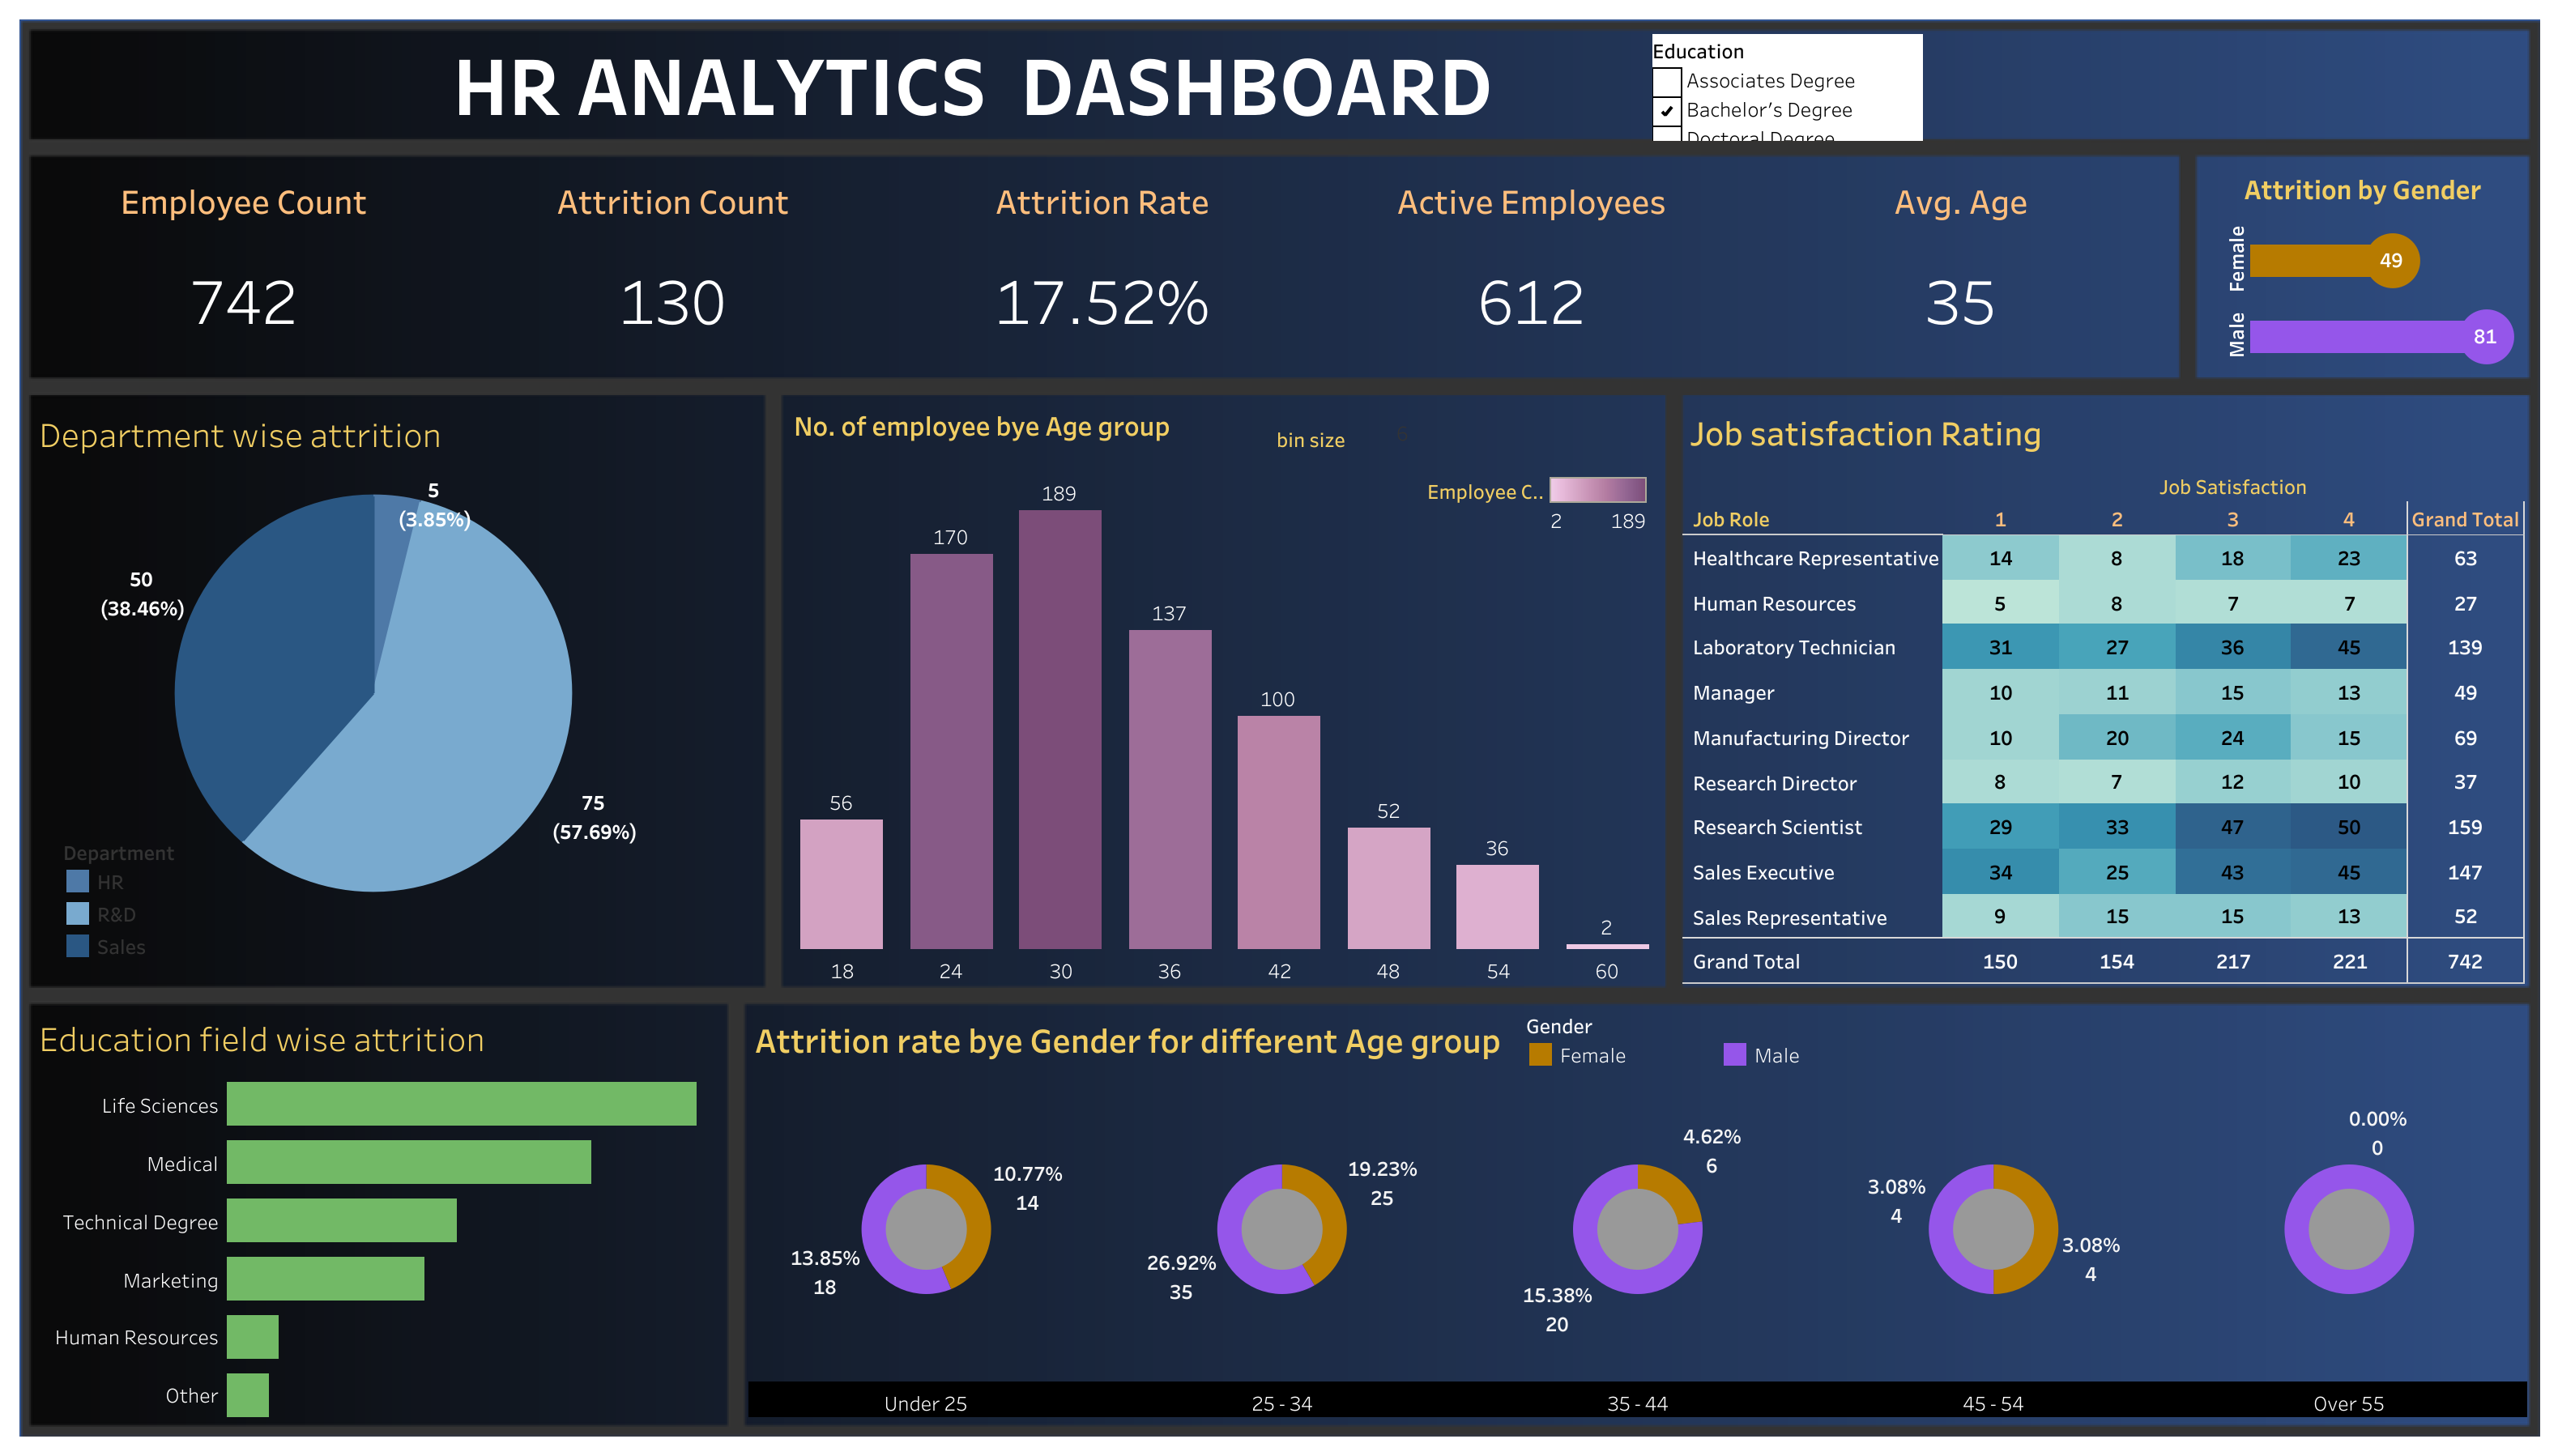 HR ANALYTICS DASHBOARD
Education
Associates Degree
Bachelor's Degree
Doctoral Degree
Employee Count
Attrition Count
Attrition Rate
Active Employees
Avg. Age
742
130
17.52%
612
35
Attrition by Gender
Female
49
Male
81
Department wise attrition
5
(3.85%)
50
(38.46%)
75
(57.69%)
Department
HR
R&D
Sales
No. of employee bye Age group
bin size
6
Employee C..
2 189
189
170
137
100
56
52
36
2
18 24 30 36 42 48 54 60
Job satisfaction Rating
Job Satisfaction
Job Role 1 2 3 4 Grand Total
Healthcare Representative 14 8 18 23 63
Human Resources 5 8 7 7 27
Laboratory Technician 31 27 36 45 139
Manager 10 11 15 13 49
Manufacturing Director 10 20 24 15 69
Research Director 8 7 12 10 37
Research Scientist 29 33 47 50 159
Sales Executive 34 25 43 45 147
Sales Representative 9 15 15 13 52
Grand Total 150 154 217 221 742
Education field wise attrition
Life Sciences
Medical
Technical Degree
Marketing
Human Resources
Other
Attrition rate bye Gender for different Age group
Gender
Female Male
10.77%
14
13.85%
18
19.23%
25
26.92%
35
4.62%
6
15.38%
20
3.08%
4
3.08%
4
0.00%
0
Under 25 25 - 34 35 - 44 45 - 54 Over 55